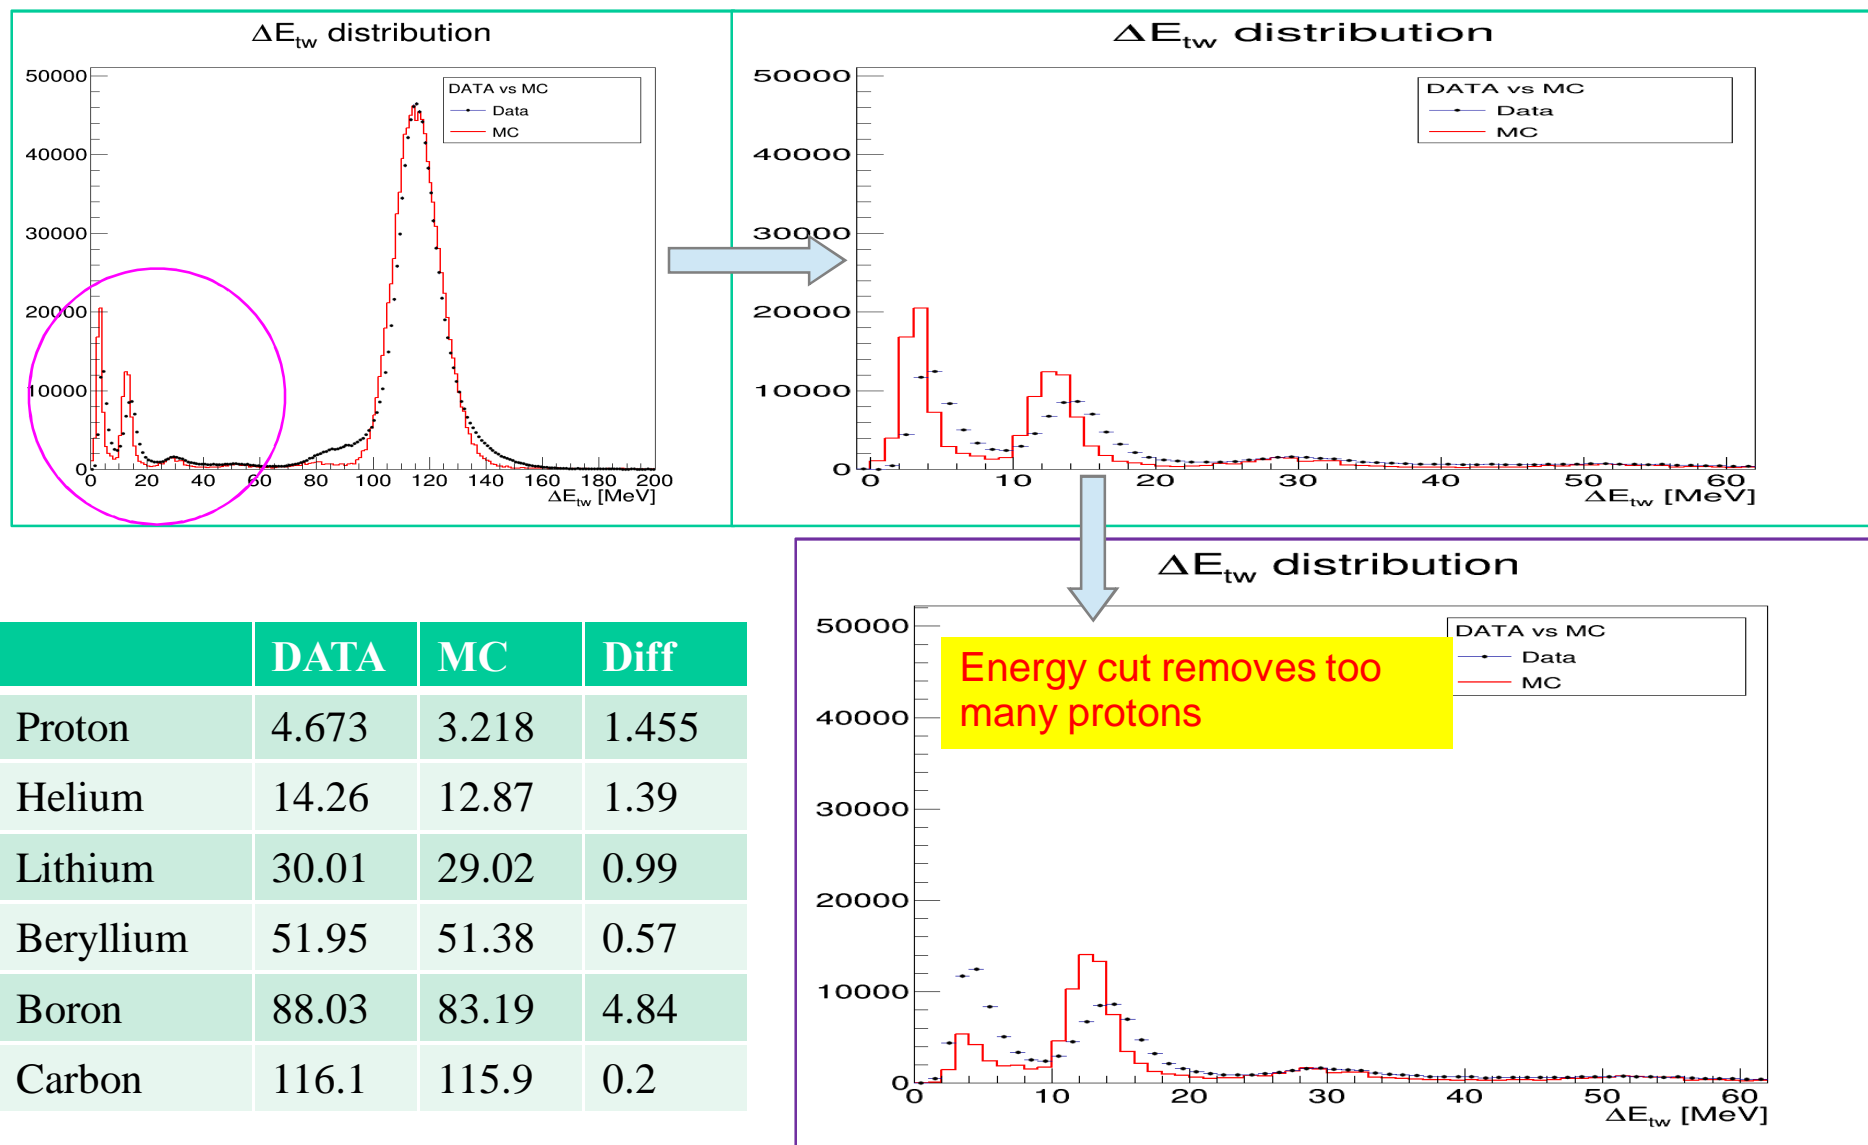 ΔEtw distribution
50000
40000
30000
20000
10000
0
0 20 40 60 80 100 120 140 160 180 200
ΔEtw [MeV]
DATA vs MC
Data
MC
ΔEtw distribution
50000
40000
30000
20000
10000
0
0 10 20 30 40 50 60
ΔEtw [MeV]
DATA vs MC
Data
MC
DATA MC Diff
Proton 4.673 3.218 1.455
Helium 14.26 12.87 1.39
Lithium 30.01 29.02 0.99
Beryllium 51.95 51.38 0.57
Boron 88.03 83.19 4.84
Carbon 116.1 115.9 0.2
ΔEtw distribution
50000
40000
30000
20000
10000
0
0 10 20 30 40 50 60
ΔEtw [MeV]
DATA vs MC
Data
MC
Energy cut removes too
many protons